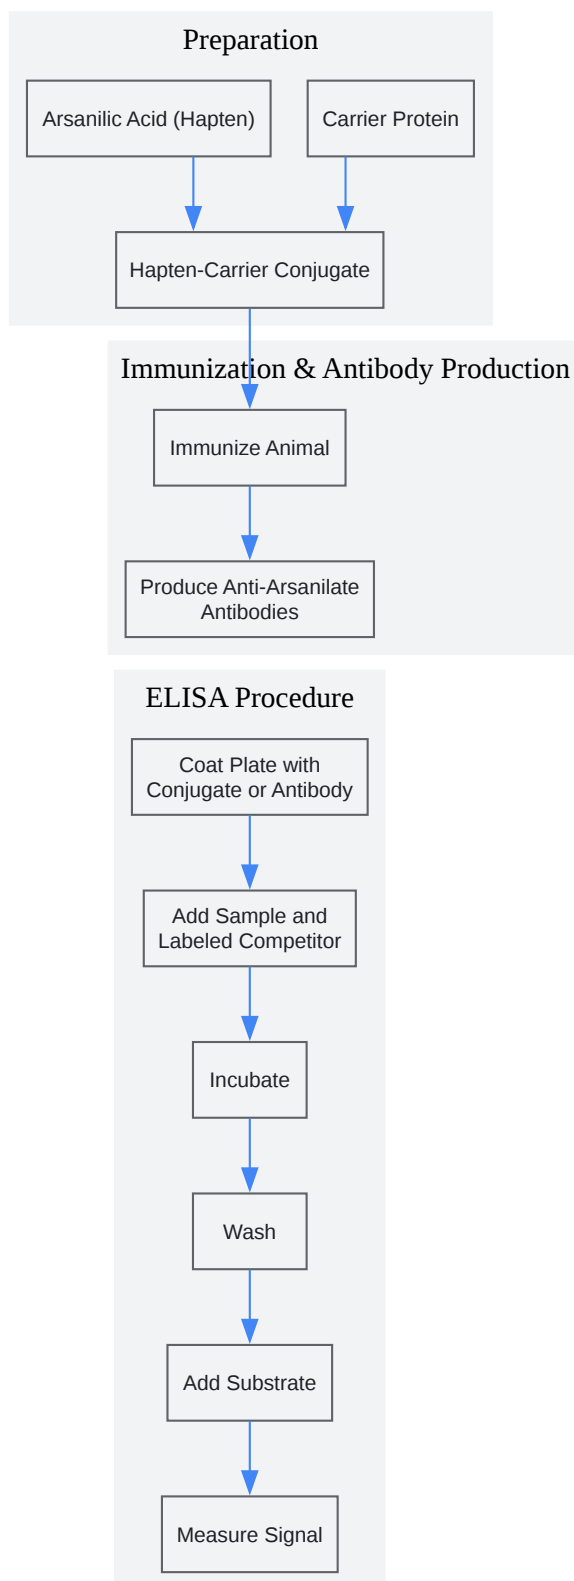 Preparation
Arsanilic Acid (Hapten)
Carrier Protein
Hapten-Carrier Conjugate
Immunization & Antibody Production
Immunize Animal
Produce Anti-Arsanilate
Antibodies
ELISA Procedure
Coat Plate with
Conjugate or Antibody
Add Sample and
Labeled Competitor
Incubate
Wash
Add Substrate
Measure Signal